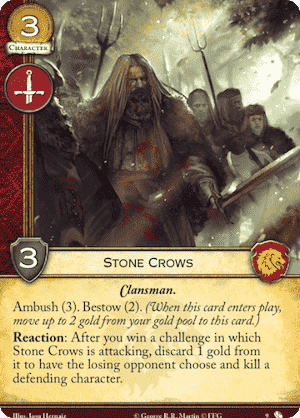 3
CHARACTER
3
STONE CROWS
Clansman.
Ambush (3). Bestow (2). (When this card enters play,
move up to 2 gold from your gold pool to this card.)
Reaction: After you win a challenge in which
Stone Crows is attacking, discard 1 gold from
it to have the losing opponent choose and kill a
defending character.
© George R.R. Martin © FFG